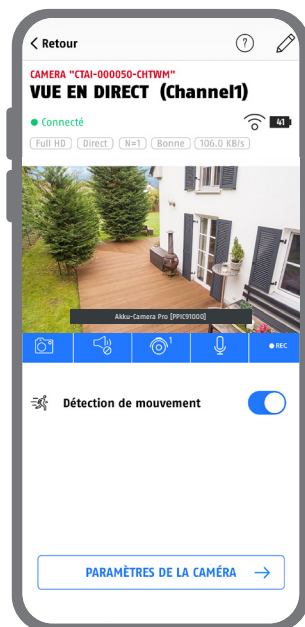 Retour
?
CAMERA "CTAI-000050-CHTWM"
VUE EN DIRECT (Channel1)
Connecté
41
Full HD Direct N=1 Bonne 106.0 KB/s
Akku-Camera Pro [PPIC91000]
1
REC
Détection de mouvement
PARAMÈTRES DE LA CAMÉRA